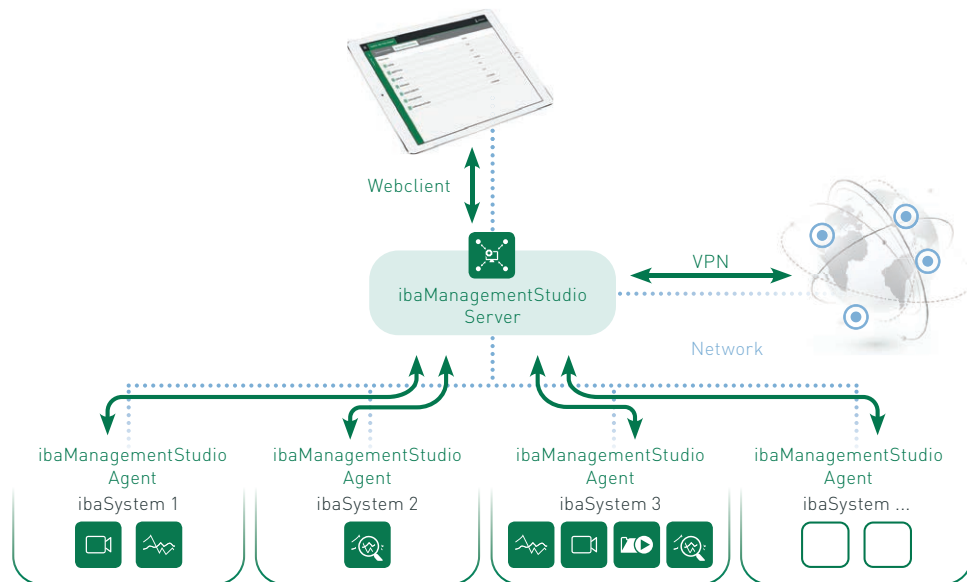 Webclient
VPN
ibaManagementStudio
Server
Network
ibaManagementStudio
Agent
ibaSystem 1
ibaManagementStudio
Agent
ibaSystem 2
ibaManagementStudio
Agent
ibaSystem 3
ibaManagementStudio
Agent
ibaSystem ...